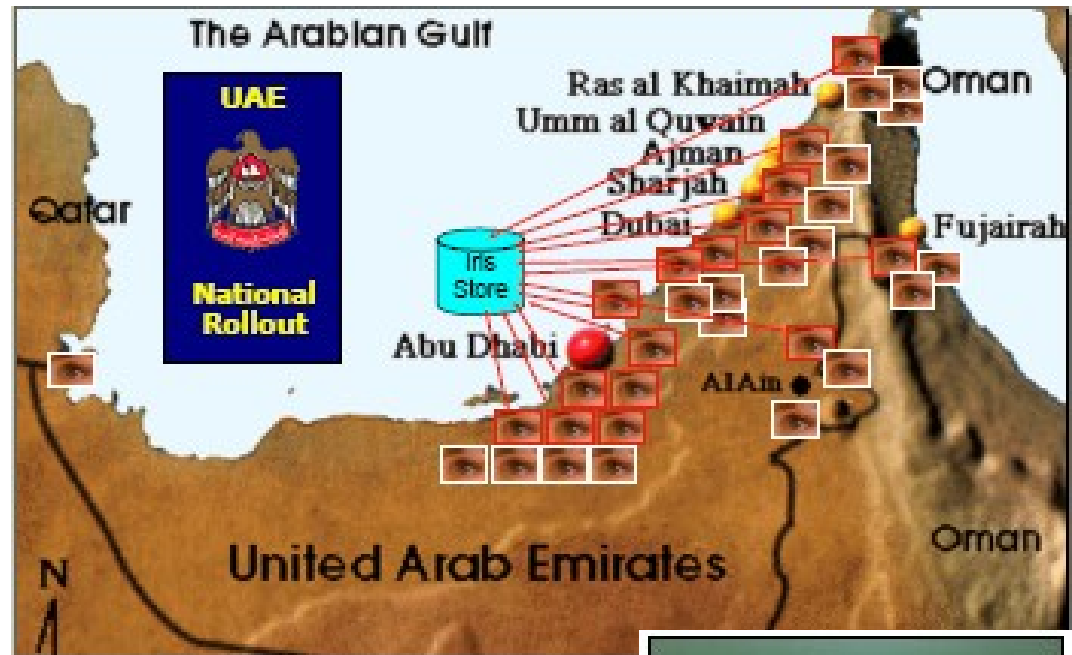 The Arabian Gulf
UAE
National
Rollout
Qatar
Ras al Khaimah
Oman
Umm al Quwain
Ajman
Sharjah
Dubai
Fujairah
Iris
Store
Abu Dhabi
Al Ain
Oman
United Arab Emirates
N